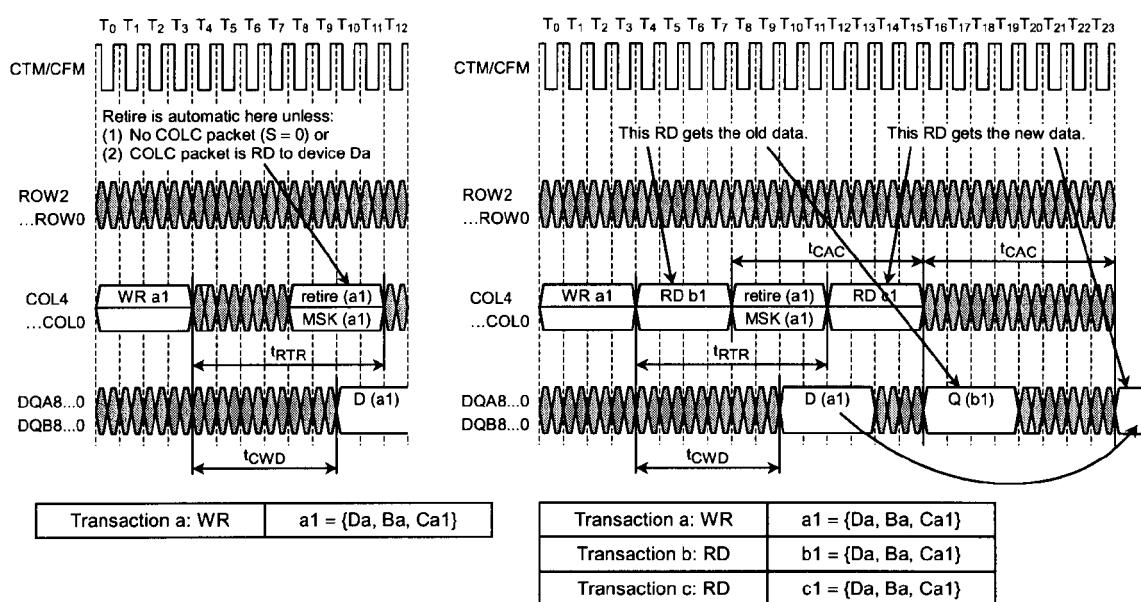 T0 T1 T2 T3 T4 T5 T6 T7 T8 T9 T10 T11 T12
CTM/CFM
Retire is automatic here unless:
(1) No COLC packet (S = 0) or
(2) COLC packet is RD to device Da
ROW2
...ROW0
COL4
...COL0
WR a1
retire (a1)
MSK (a1)
tRTR
DQA8...0
DQB8...0
D (a1)
tCWD
Transaction a: WR a1 = {Da, Ba, Ca1}
T0 T1 T2 T3 T4 T5 T6 T7 T8 T9 T10 T11 T12 T13 T14 T15 T16 T17 T18 T19 T20 T21 T22 T23
CTM/CFM
This RD gets the old data.
This RD gets the new data.
ROW2
...ROW0
tCAC
tCAC
COL4
...COL0
WR a1
RD b1
retire (a1)
RD c1
MSK (a1)
tRTR
DQA8...0
DQB8...0
D (a1)
Q (b1)
tCWD
Transaction a: WR a1 = {Da, Ba, Ca1}
Transaction b: RD b1 = {Da, Ba, Ca1}
Transaction c: RD c1 = {Da, Ba, Ca1}